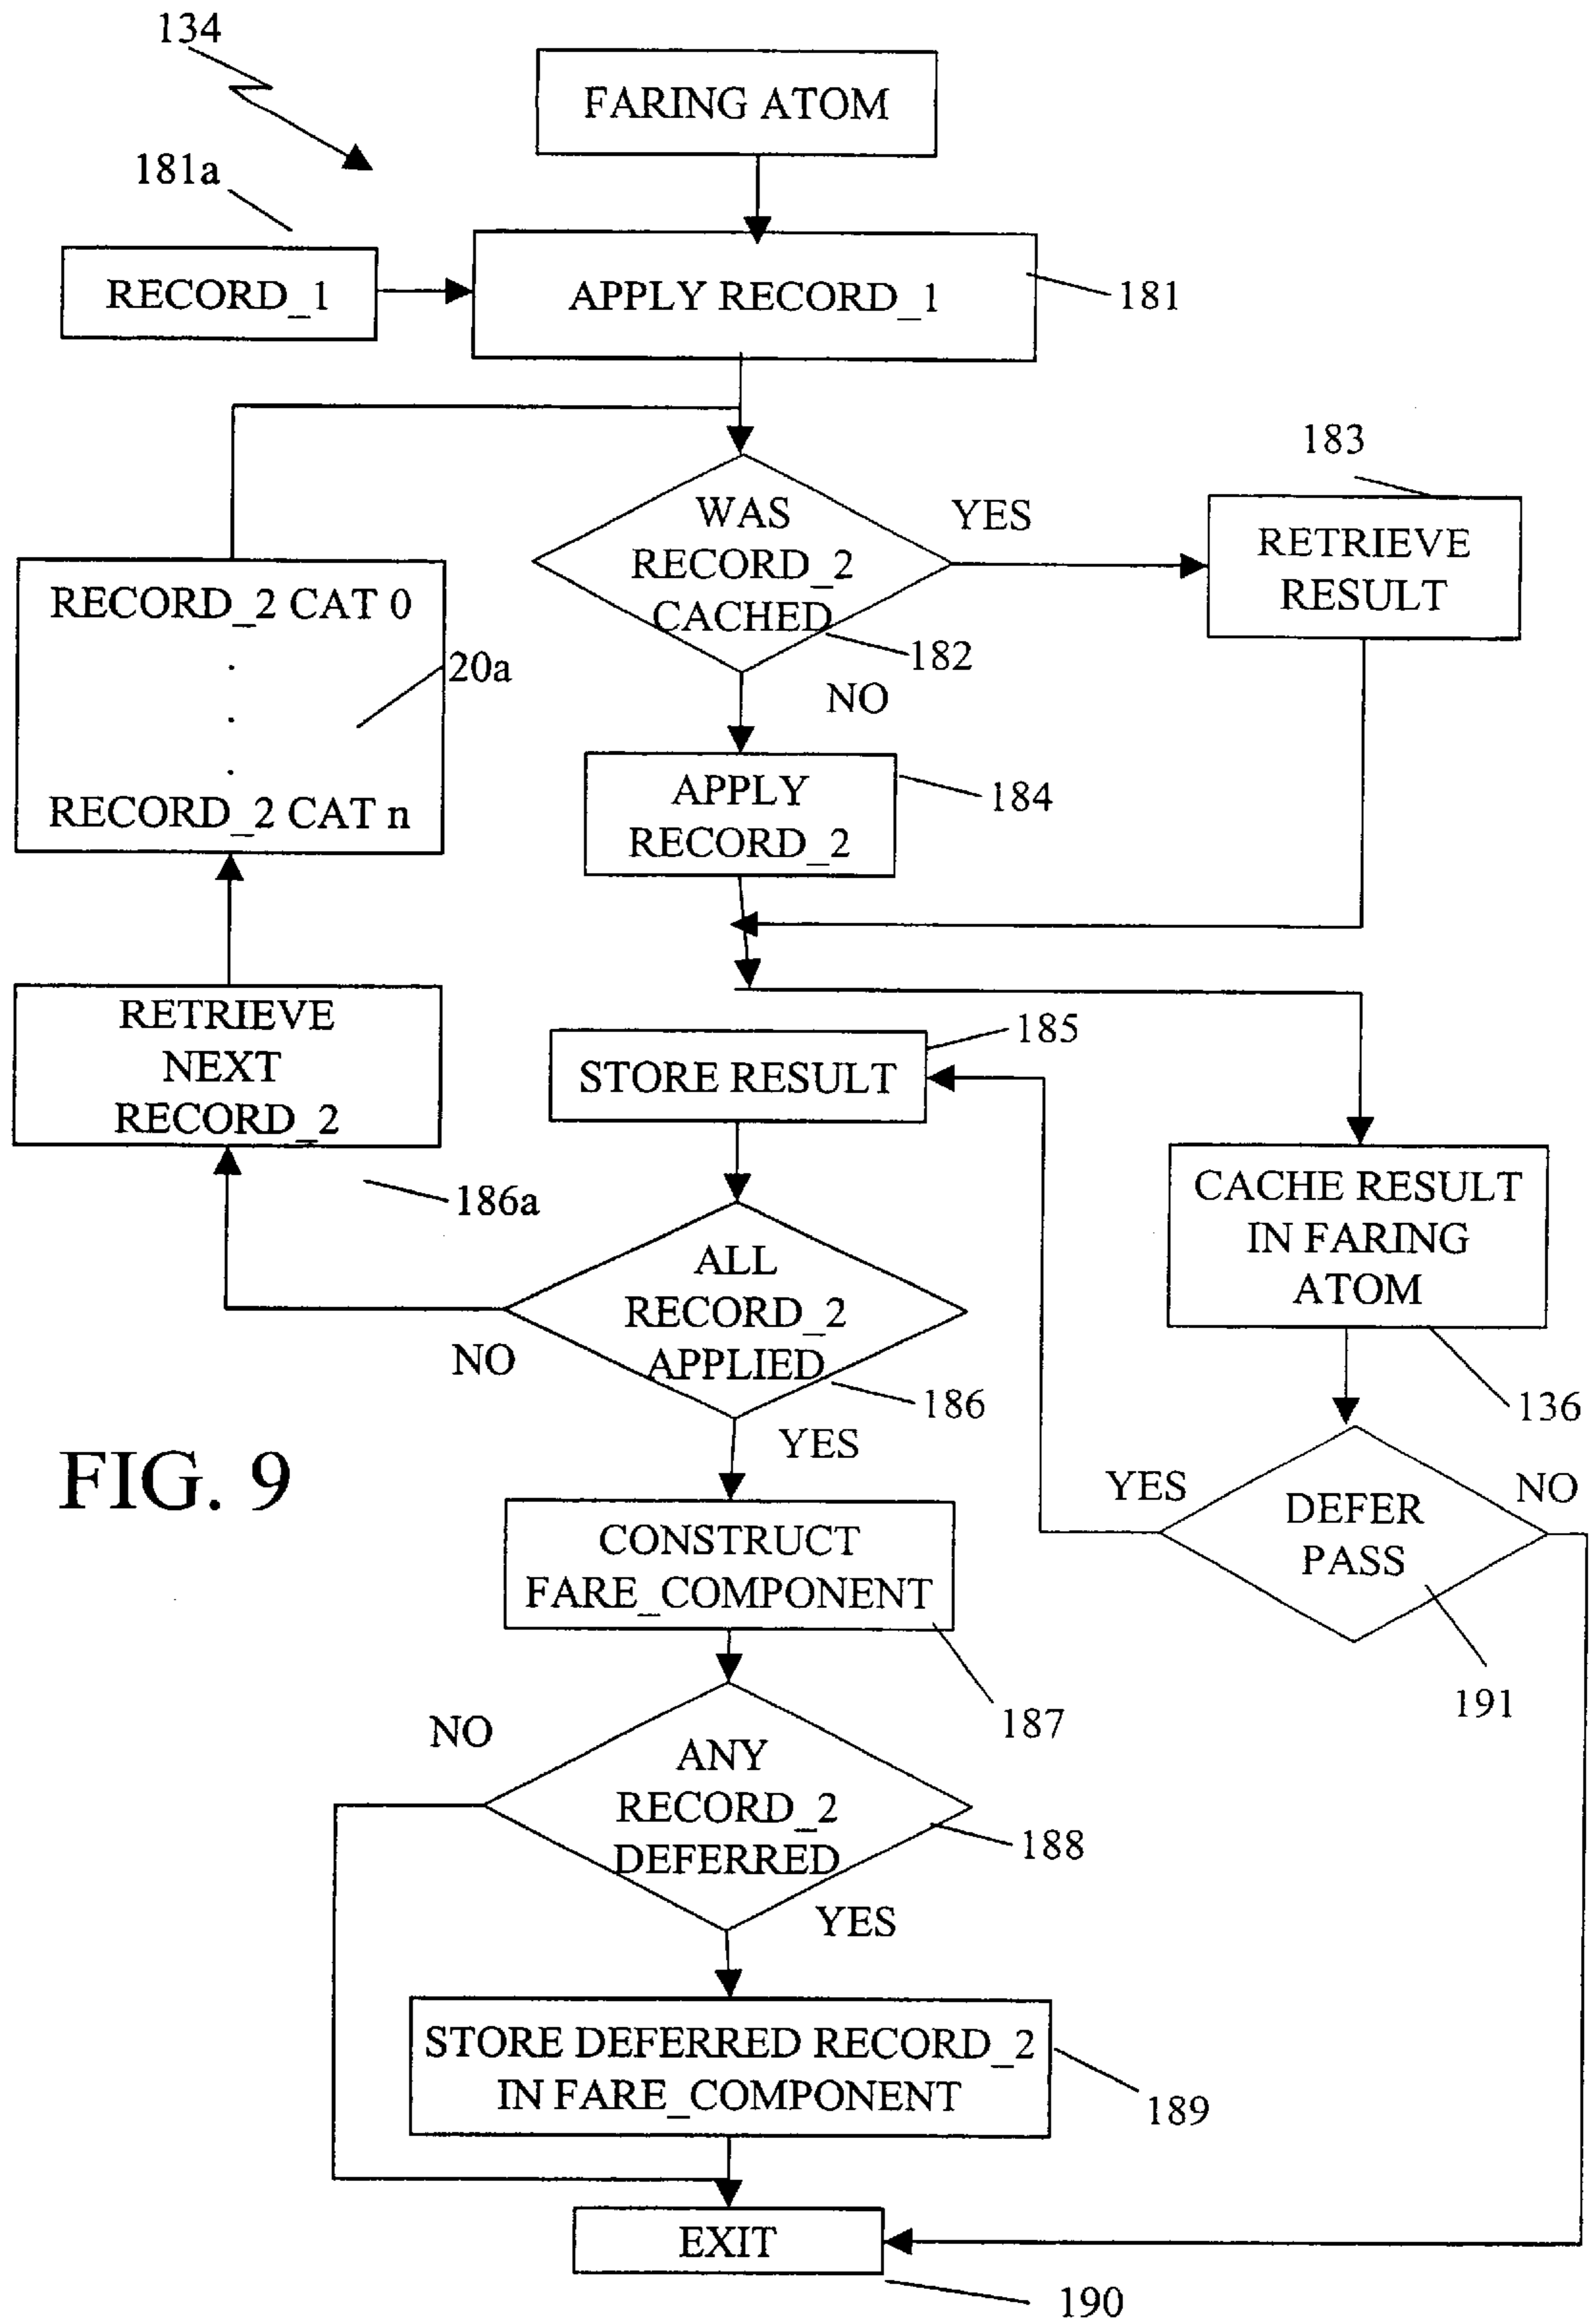 134
FARING ATOM
181a
RECORD_1
APPLY RECORD_1
181
183
WAS
RECORD_2
CACHED
YES
RETRIEVE
RESULT
182
NO
RECORD_2 CAT 0
.
.
.
RECORD_2 CAT n
20a
APPLY
RECORD_2
184
RETRIEVE
NEXT
RECORD_2
186a
STORE RESULT
185
CACHE RESULT
IN FARING
ATOM
136
ALL
RECORD_2
APPLIED
NO
186
YES
FIG. 9
YES
DEFER
PASS
NO
191
CONSTRUCT
FARE_COMPONENT
187
NO
ANY
RECORD_2
DEFERRED
188
YES
STORE DEFERRED RECORD_2
IN FARE_COMPONENT
189
EXIT
190